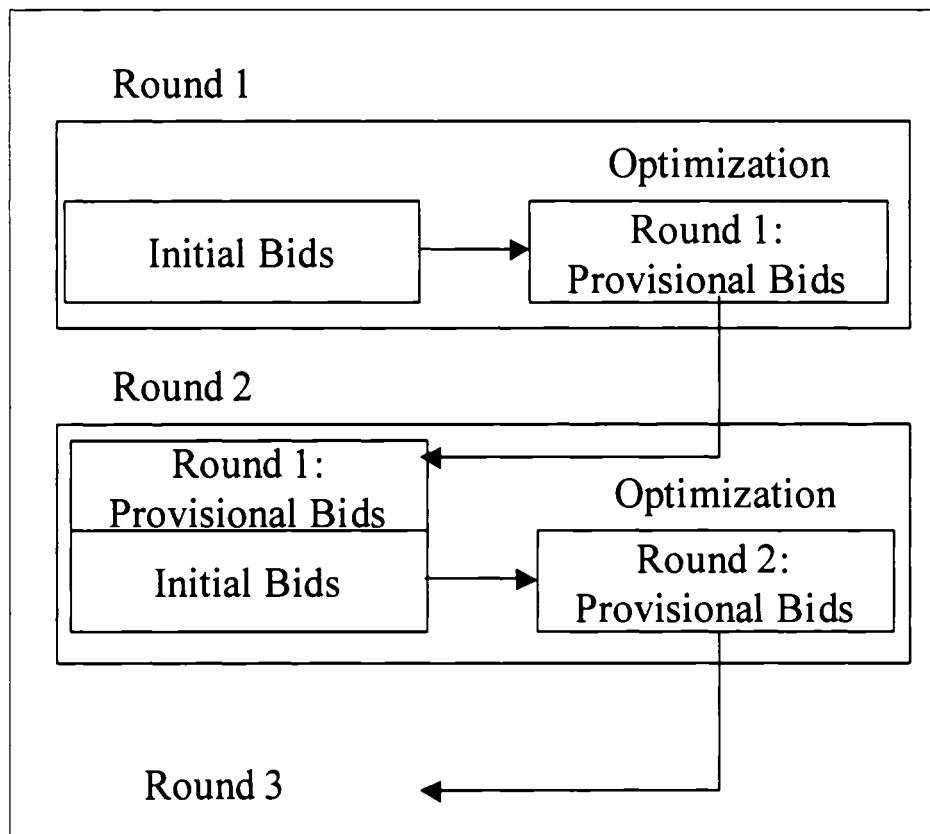 Round 1
Optimization
Initial Bids
Round 1:
Provisional Bids
Round 2
Round 1:
Provisional Bids
Initial Bids
Optimization
Round 2:
Provisional Bids
Round 3